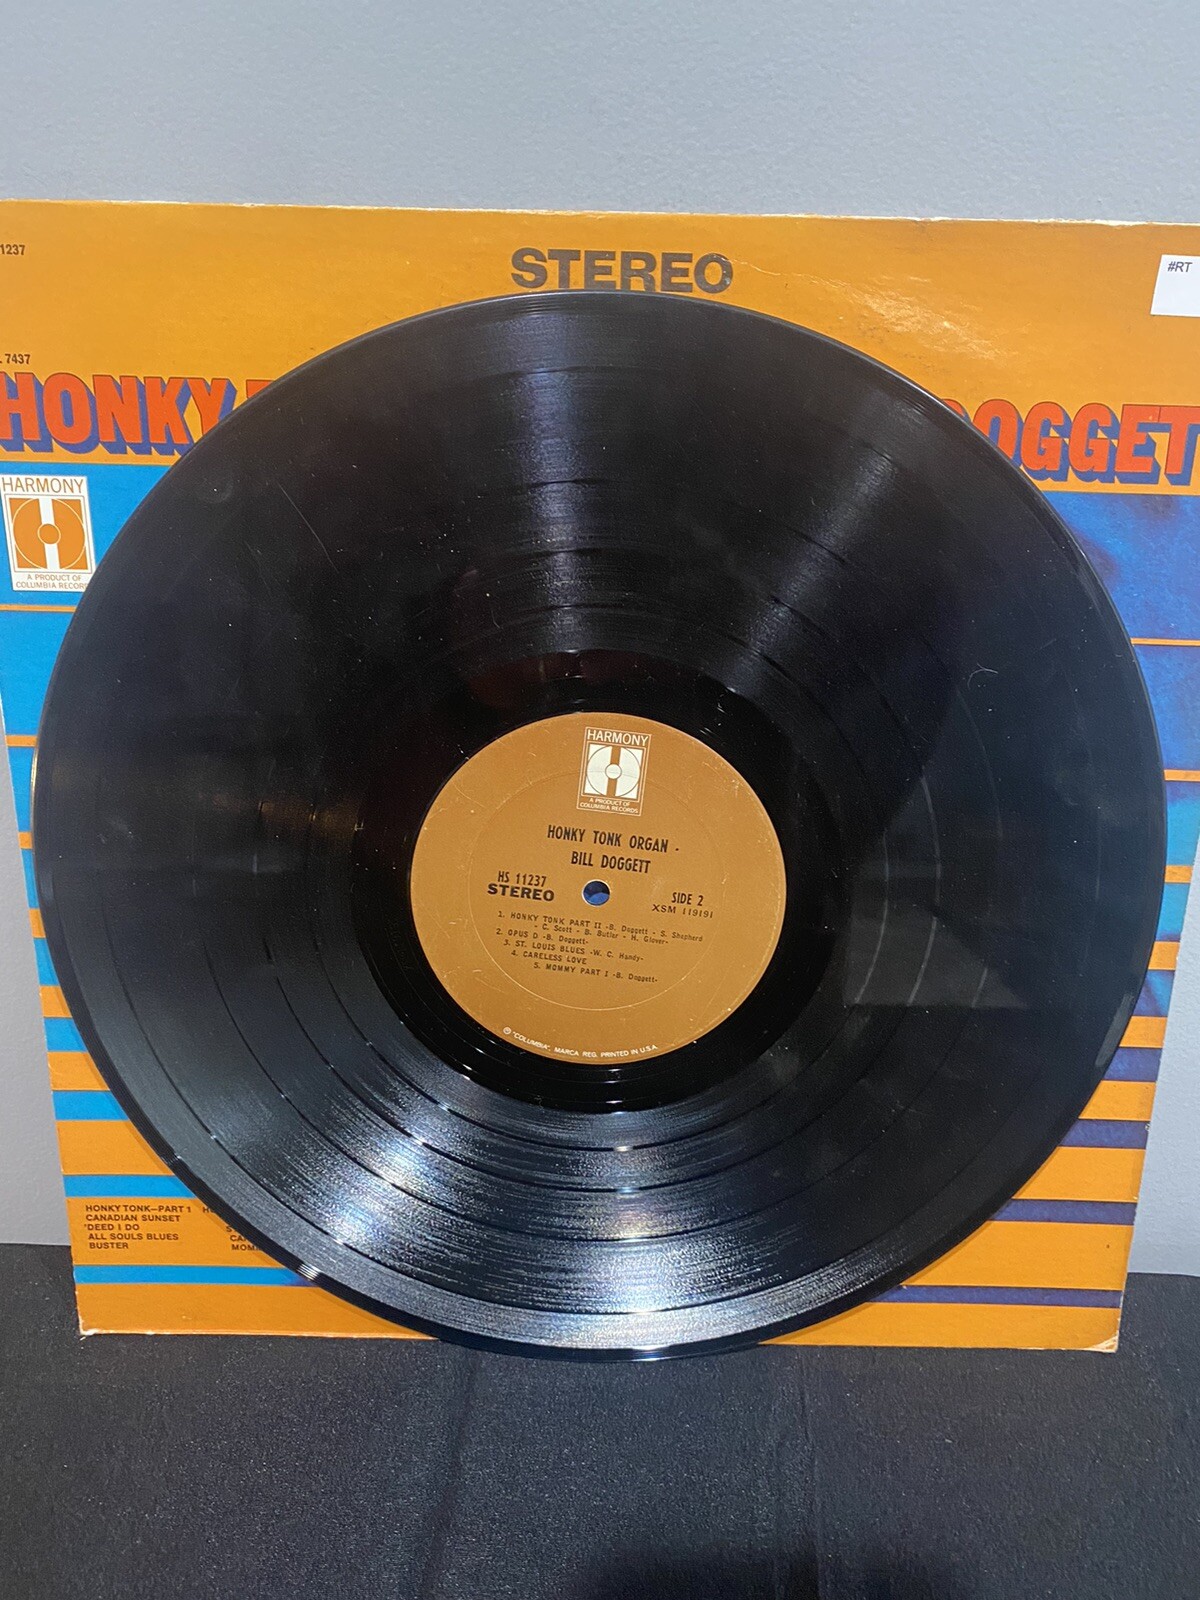 1237
STEREO
#RT
7437
HONKY
OGGET
HARMONY
A PRODUCT OF
COLUMBIA RECOR
HARMONY
A PRODUCT OF
COLUMBIA RECORDS
HONKY TONK ORGAN -
BILL DOGGETT
HS 11237
STEREO
SIDE 2
XSM 119191
1. HONKY TONK PART II -B. Doggett - S. Shepherd
- C. Scott - B. Butler - H. Glover-
2. OPUS D -B. Doggett-
3. ST. LOUIS BLUES -W. C. Handy-
4. CARELESS LOVE
5. MOMMY PART I -B. Doggett-
℗ "COLUMBIA", MARCA REG. PRINTED IN U.S.A.
HONKY TONK—PART 1
CANADIAN SUNSET
'DEED I DO
ALL SOULS BLUES
BUSTER
H
S
CA
MOM